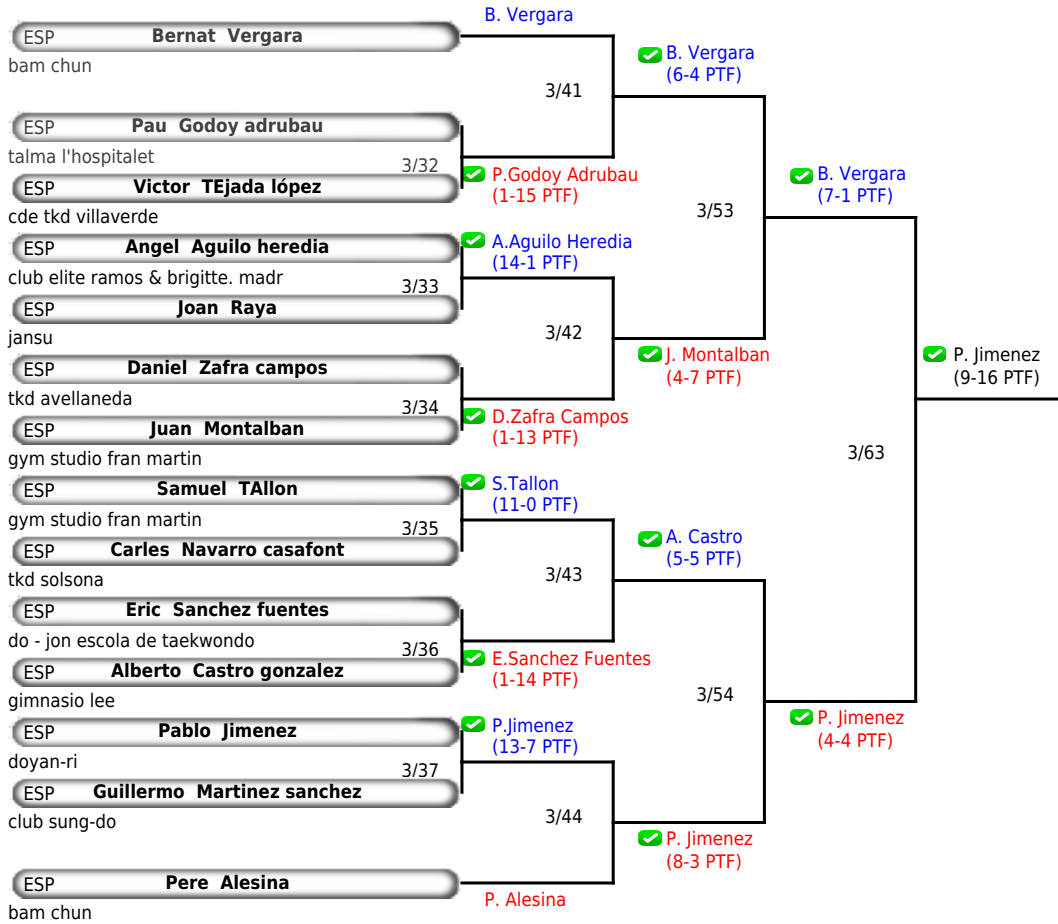 B. Vergara
ESP Bernat Vergara
bam chun
B. Vergara
(6-4 PTF)
3/41
ESP Pau Godoy adrubau
talma l'hospitalet
3/32
P.Godoy Adrubau
(1-15 PTF)
B. Vergara
(7-1 PTF)
ESP Victor TEjada lópez
cde tkd villaverde
3/53
ESP Angel Aguilo heredia
A.Aguilo Heredia
(14-1 PTF)
club elite ramos & brigitte. madr
3/33
ESP Joan Raya
jansu
3/42
J. Montalban
(4-7 PTF)
P. Jimenez
(9-16 PTF)
ESP Daniel Zafra campos
tkd avellaneda
3/34
D.Zafra Campos
(1-13 PTF)
ESP Juan Montalban
gym studio fran martin
3/63
ESP Samuel TAllon
S.Tallon
(11-0 PTF)
gym studio fran martin
3/35
A. Castro
(5-5 PTF)
ESP Carles Navarro casafont
tkd solsona
3/43
ESP Eric Sanchez fuentes
do - jon escola de taekwondo
3/36
E.Sanchez Fuentes
(1-14 PTF)
ESP Alberto Castro gonzalez
gimnasio lee
3/54
ESP Pablo Jimenez
P.Jimenez
(13-7 PTF)
P. Jimenez
(4-4 PTF)
doyan-ri
3/37
ESP Guillermo Martinez sanchez
club sung-do
3/44
P. Jimenez
(8-3 PTF)
ESP Pere Alesina
P. Alesina
bam chun